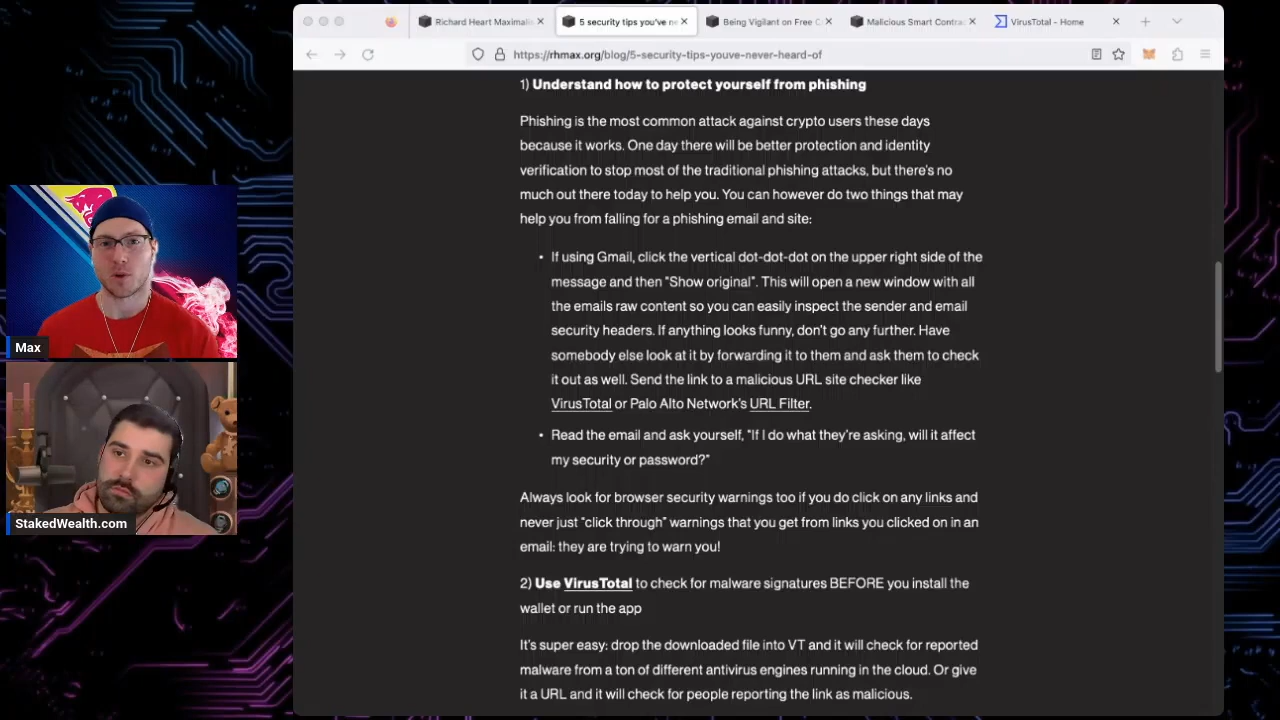 Richard Heart Maximalis
5 security tips you've ne
Being Vigilant on Free C
Malicious Smart Contrac
VirusTotal - Home
https://rhmax.org/blog/5-security-tips-youve-never-heard-of
1) Understand how to protect yourself from phishing
Phishing is the most common attack against crypto users these days
because it works. One day there will be better protection and identity
verification to stop most of the traditional phishing attacks, but there's no
much out there today to help you. You can however do two things that may
help you from falling for a phishing email and site:
• If using Gmail, click the vertical dot-dot-dot on the upper right side of the
message and then "Show original". This will open a new window with all
the emails raw content so you can easily inspect the sender and email
security headers. If anything looks funny, don't go any further. Have
somebody else look at it by forwarding it to them and ask them to check
it out as well. Send the link to a malicious URL site checker like
VirusTotal or Palo Alto Network's URL Filter.
• Read the email and ask yourself, "If I do what they're asking, will it affect
my security or password?"
Always look for browser security warnings too if you do click on any links and
never just "click through" warnings that you get from links you clicked on in an
email: they are trying to warn you!
2) Use VirusTotal to check for malware signatures BEFORE you install the
wallet or run the app
It's super easy: drop the downloaded file into VT and it will check for reported
malware from a ton of different antivirus engines running in the cloud. Or give
it a URL and it will check for people reporting the link as malicious.
Max
StakedWealth.com